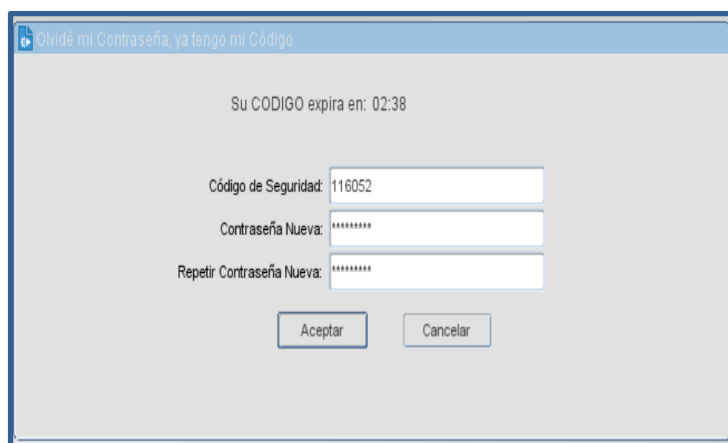 Olvidé mi Contraseña, ya tengo mi Código
Su CODIGO expira en: 02:38
Código de Seguridad: 116052
Contraseña Nueva: *********
Repetir Contraseña Nueva: *********
Aceptar Cancelar